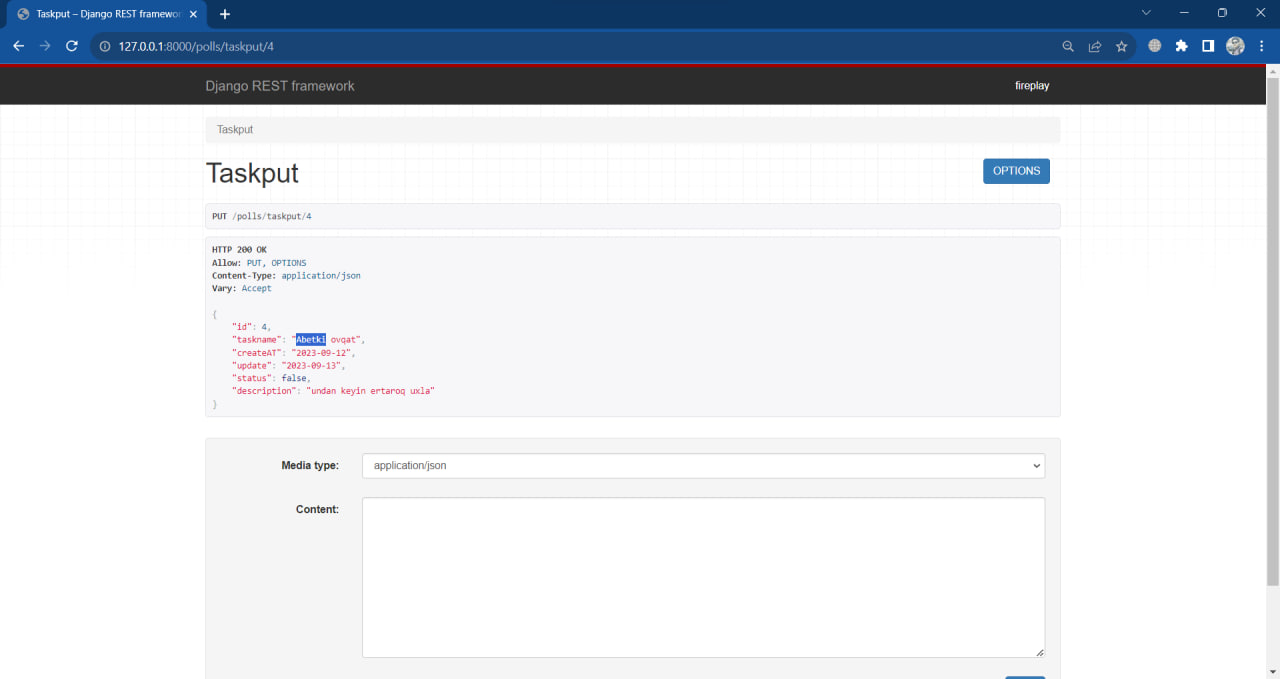 Taskput – Django REST framewor
127.0.0.1:8000/polls/taskput/4
Django REST framework
fireplay
Taskput
Taskput
OPTIONS
PUT /polls/taskput/4
HTTP 200 OK
Allow: PUT, OPTIONS
Content-Type: application/json
Vary: Accept
{
"id": 4,
"taskname": "Abetki ovqat",
"createAT": "2023-09-12",
"update": "2023-09-13",
"status": false,
"description": "undan keyin ertaroq uxla"
}
Media type:
application/json
Content: